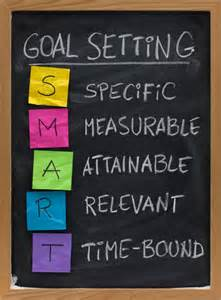 GOAL SETTING
S SPECIFIC
M MEASURABLE
A ATTAINABLE
R RELEVANT
T TIME-BOUND